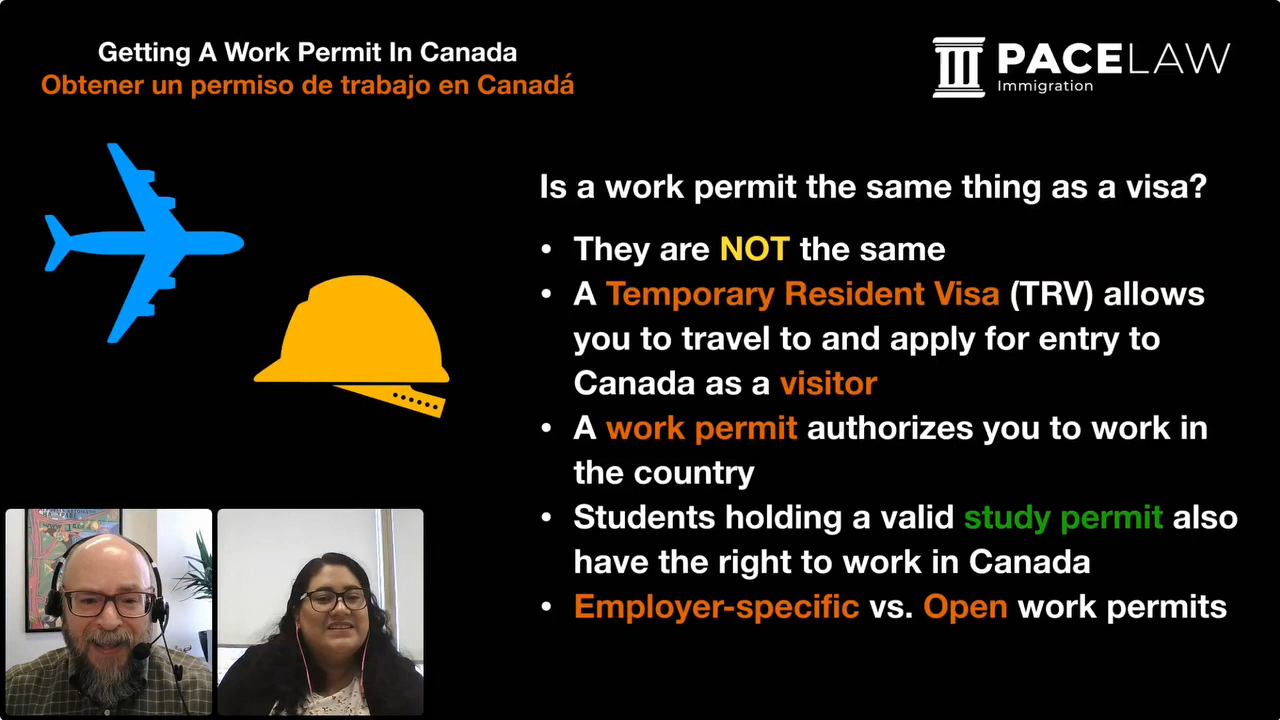 Getting A Work Permit In Canada
Obtener un permiso de trabajo en Canadá
PACELAW
Immigration
Is a work permit the same thing as a visa?
• They are NOT the same
• A Temporary Resident Visa (TRV) allows
you to travel to and apply for entry to
Canada as a visitor
• A work permit authorizes you to work in
the country
• Students holding a valid study permit also
have the right to work in Canada
• Employer-specific vs. Open work permits